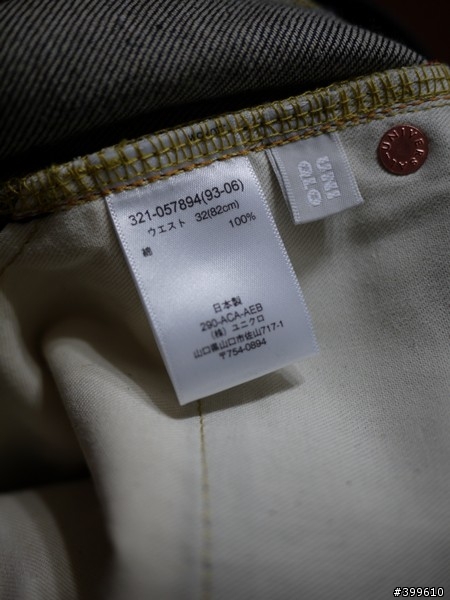 321-057894(93-06)
ウエスト 32(82cm)
綿 100%
日本製
290-ACA-AEB
(株) ユニクロ
山口県山口市佐山717-1
〒754-0894
UNI
QLO
#399610